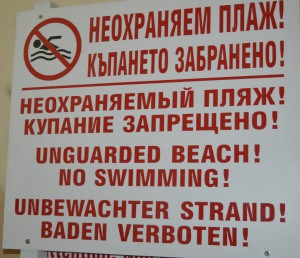 НЕОХРАНЯЕМ ПЛАЖ!
КЪПАНЕТО ЗАБРАНЕНО!
НЕОХРАНЯЕМЫЙ ПЛЯЖ!
КУПАНИЕ ЗАПРЕЩЕНО!
UNGUARDED BEACH!
NO SWIMMING!
UNBEWACHTER STRAND!
BADEN VERBOTEN!